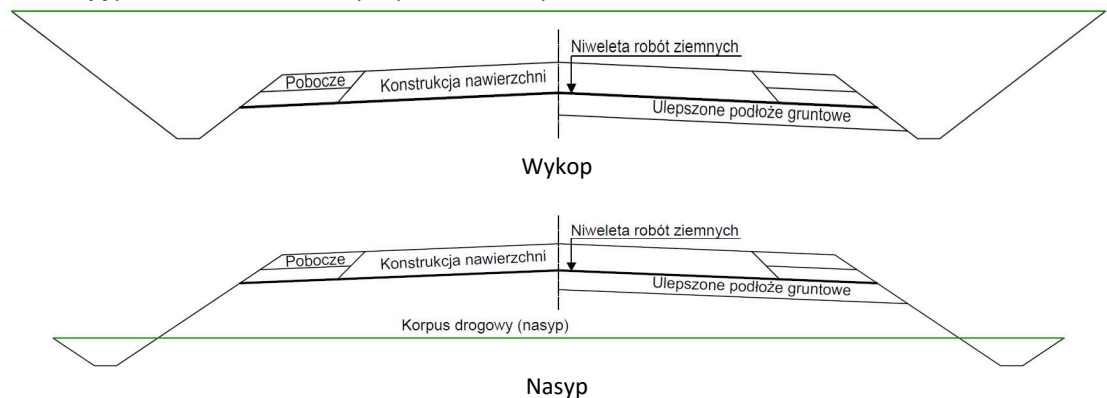 Niweleta robót ziemnych
Pobocze
Konstrukcja nawierzchni
Ulepszone podłoże gruntowe
Wykop
Niweleta robót ziemnych
Pobocze
Konstrukcja nawierzchni
Ulepszone podłoże gruntowe
Korpus drogowy (nasyp)
Nasyp